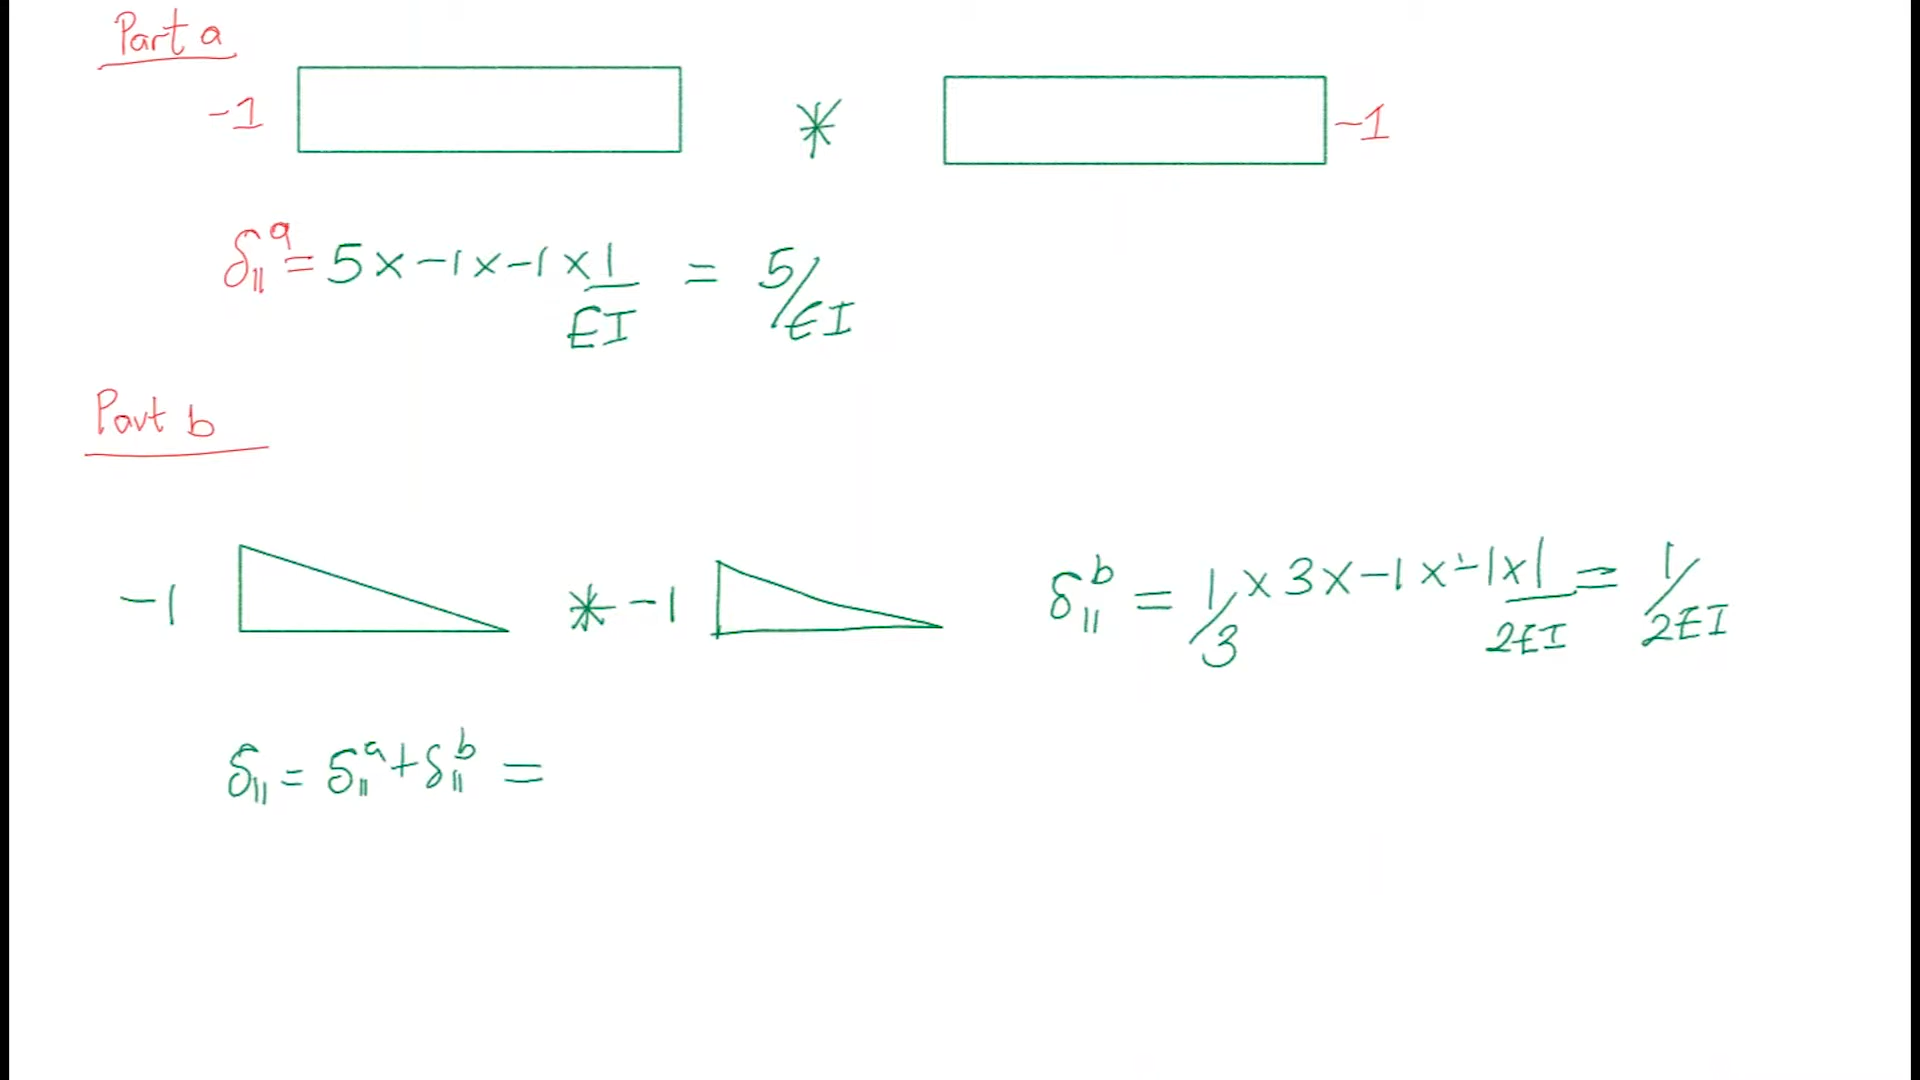 Part a
-1 * -1
δ₁₁ᵃ = 5 x -1 x -1 x 1/EI = 5/EI
Part b
-1 * -1 δ₁₁ᵇ = 1/3 x 3 x -1 x -1 x 1/2EI = 1/2EI
δ₁₁ = δ₁₁ᵃ + δ₁₁ᵇ =